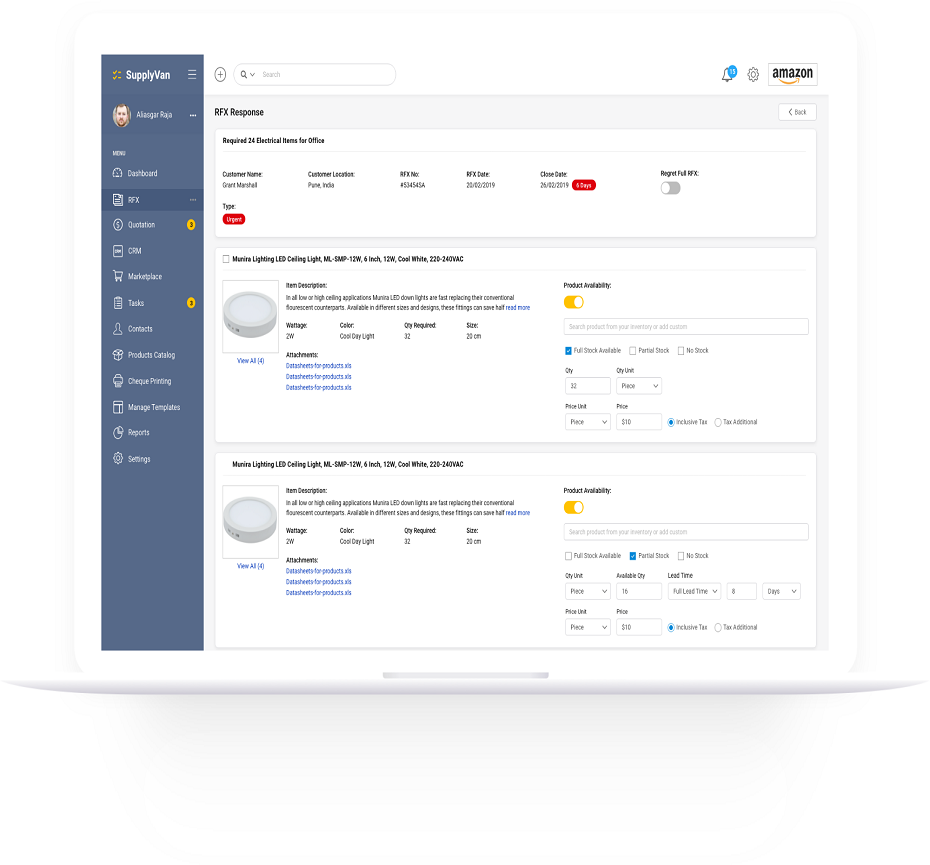 SupplyVan
Search
15
amazon
Aliasgar Raja
RFX Response
Back
MENU
Dashboard
RFX
Quotation 3
CRM
Marketplace
Tasks 3
Contacts
Products Catalog
Cheque Printing
Manage Templates
Reports
Settings
Required 24 Electrical Items for Office
Customer Name: Customer Location: RFX No: RFX Date: Close Date: Regret Full RFX:
Grant Marshall Pune, India #S3454SA 20/02/2019 26/02/2019 6 Days
Type:
Urgent
Munira Lighting LED Ceiling Light, ML-SMP-12W, 6 Inch, 12W, Cool White, 220-240VAC
Item Description:
In all low or high ceiling applications Munira LED down lights are fast replacing their conventional
flourescent counterparts. Available in different sizes and designs, these fittings can save half read more
Wattage: Color: Qty Required: Size:
2W Cool Day Light 32 20 cm
View All (4)
Attachments:
Datasheets-for-products.xls
Datasheets-for-products.xls
Datasheets-for-products.xls
Product Availability:
Search product from your inventory or add custom
Full Stock Available Partial Stock No Stock
Qty Qty Unit
32 Piece
Price Unit Price
Piece $10 Inclusive Tax Tax Additional
Munira Lighting LED Ceiling Light, ML-SMP-12W, 6 Inch, 12W, Cool White, 220-240VAC
Item Description:
In all low or high ceiling applications Munira LED down lights are fast replacing their conventional
flourescent counterparts. Available in different sizes and designs, these fittings can save half read more
Wattage: Color: Qty Required: Size:
2W Cool Day Light 32 20 cm
View All (4)
Attachments:
Datasheets-for-products.xls
Datasheets-for-products.xls
Datasheets-for-products.xls
Product Availability:
Search product from your inventory or add custom
Full Stock Available Partial Stock No Stock
Qty Unit Available Qty Lead Time
Piece 16 Full Lead Time 8 Days
Price Unit Price
Piece $10 Inclusive Tax Tax Additional